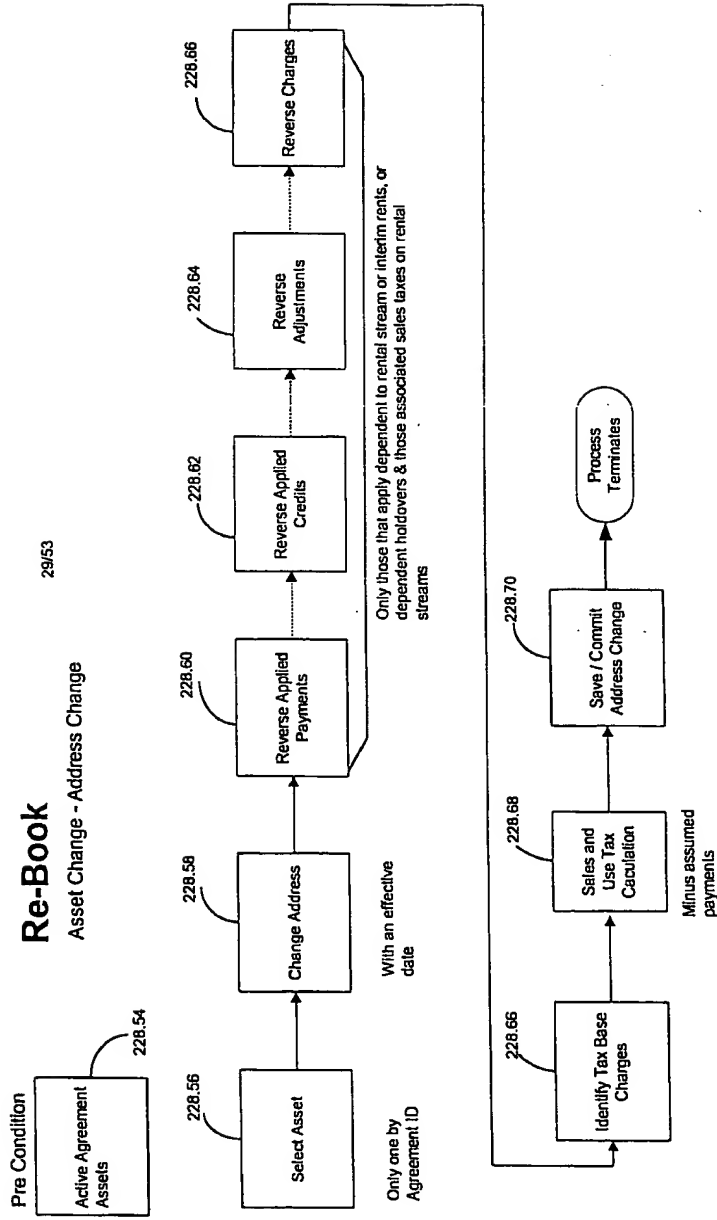 Re-Book
Asset Change - Address Change
29/53
Pre Condition
Active Agreement
Assets
228.54
228.56
Select Asset
Only one by
Agreement ID
228.58
Change Address
With an effective
date
228.60
Reverse Applied
Payments
228.62
Reverse Applied
Credits
228.64
Reverse
Adjustments
228.66
Reverse Charges
Only those that apply dependent to rental stream or interim rents, or
dependent holdovers & those associated sales taxes on rental
streams
228.66
Identify Tax Base
Charges
228.68
Sales and
Use Tax
Caculation
Minus assumed
payments
228.70
Save / Commit
Address Change
Process
Terminates